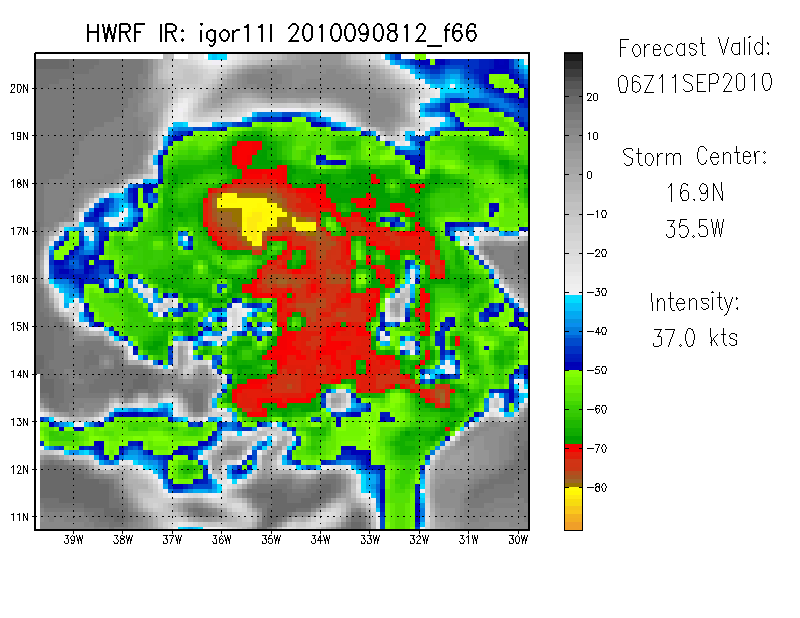 HWRF IR: igor11l 2010090812_f66
Forecast Valid:
06Z11SEP2010
Storm Center:
16.9N
35.5W
Intensity:
37.0 kts
20N
19N
18N
17N
16N
15N
14N
13N
12N
11N
39W 38W 37W 36W 35W 34W 33W 32W 31W 30W
20
10
0
-10
-20
-30
-40
-50
-60
-70
-80